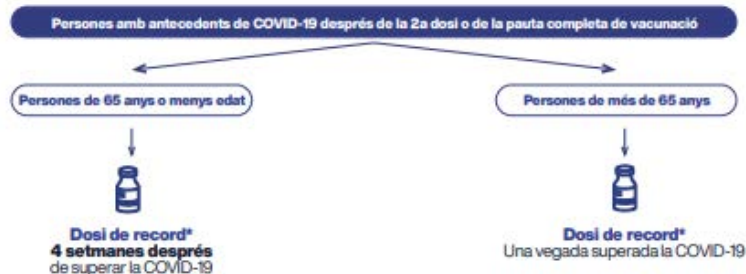 Persones amb antecedents de COVID-19 després de la 2a dosi o de la pauta completa de vacunació
Persones de 65 anys o menys edat
Persones de més de 65 anys
Dosi de record*
4 setmanes després
de superar la COVID-19
Dosi de record*
Una vegada superada la COVID-19